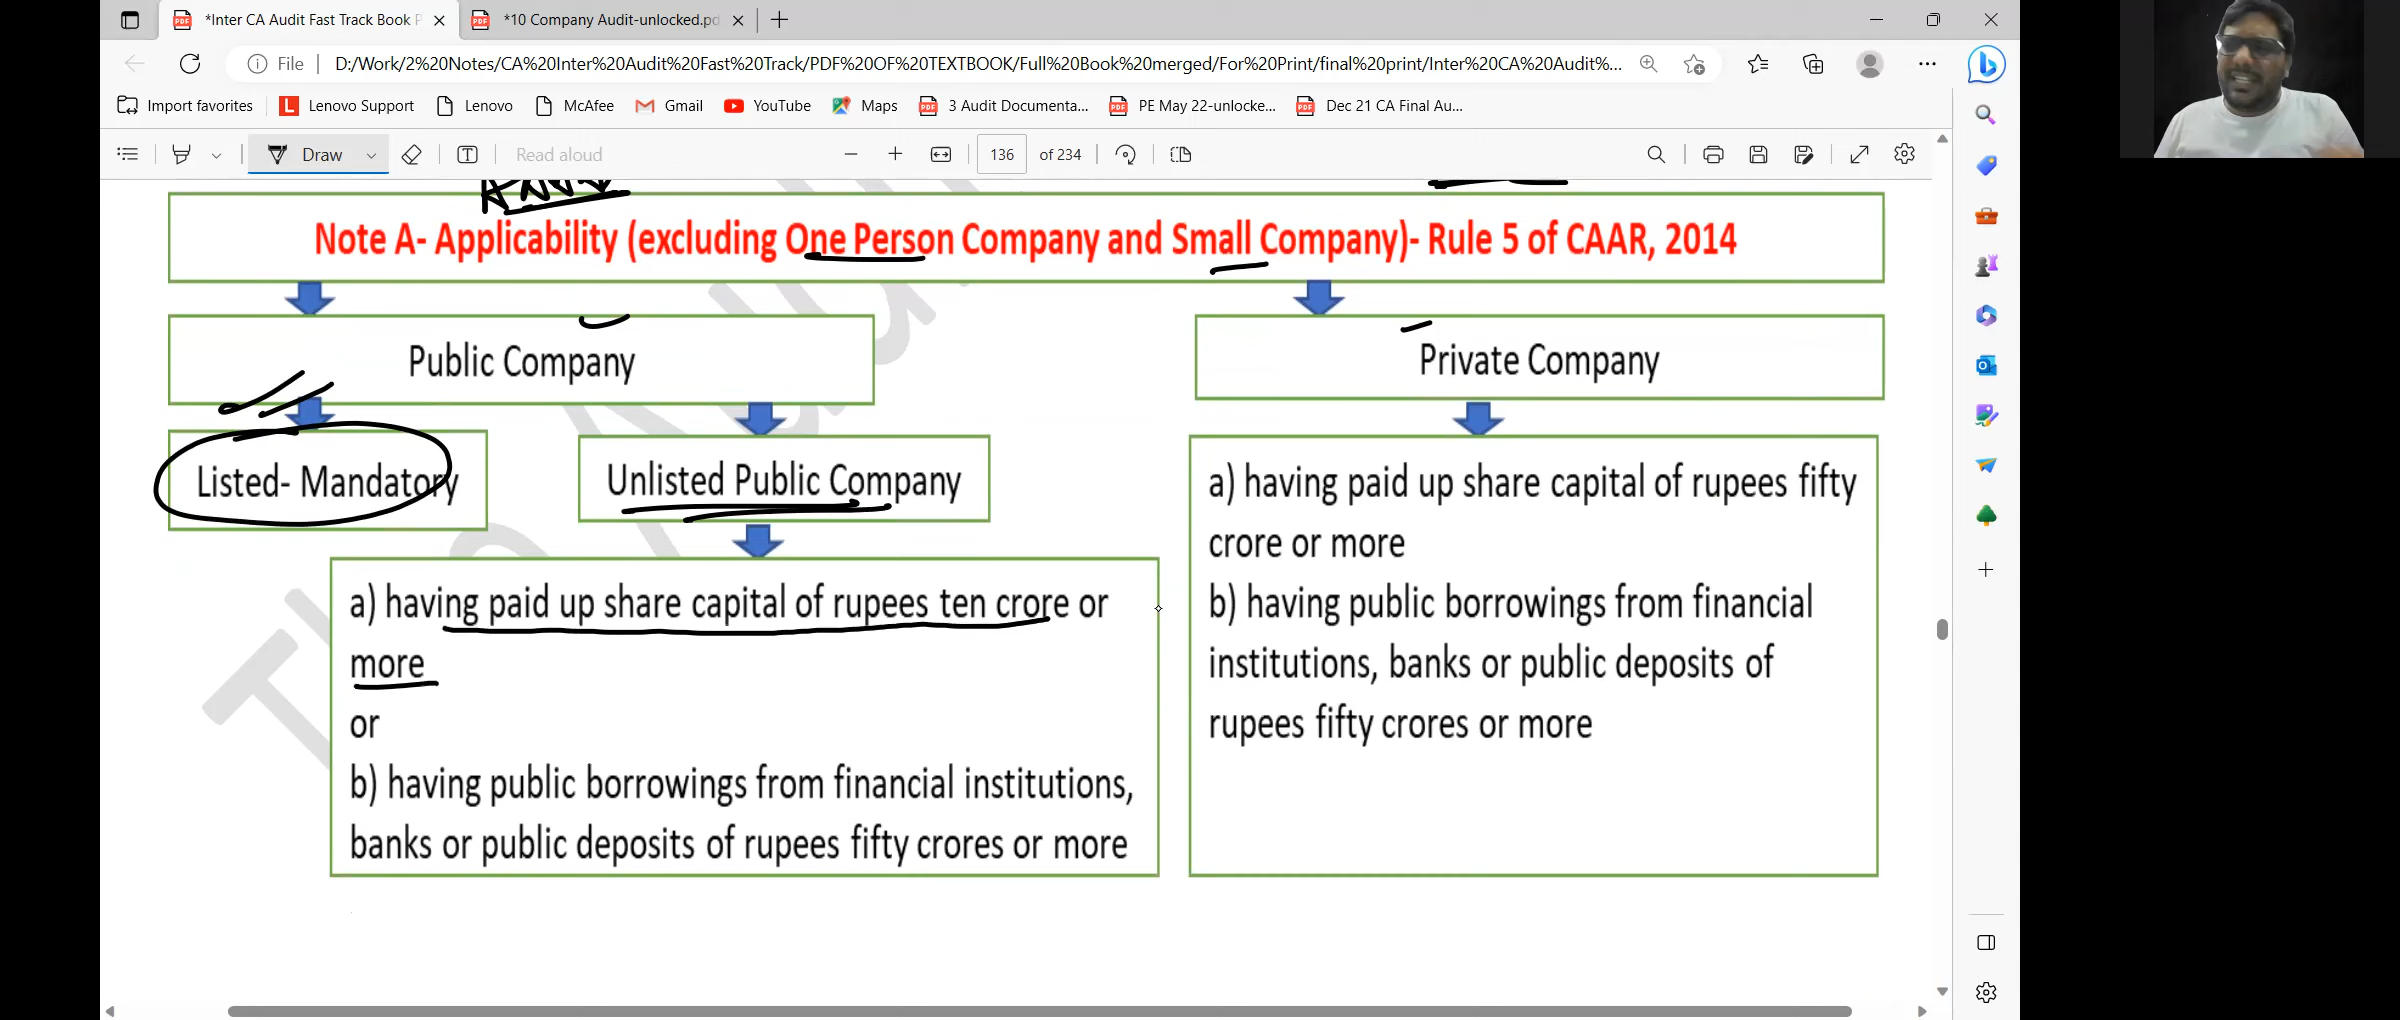 *Inter CA Audit Fast Track Book P
*10 Company Audit-unlocked.pd
File
D:/Work/2%20Notes/CA%20Inter%20Audit%20Fast%20Track/PDF%20OF%20TEXTBOOK/Full%20Book%20merged/For%20Print/final%20print/Inter%20CA%20Audit%...
Import favorites
Lenovo Support
Lenovo
McAfee
Gmail
YouTube
Maps
3 Audit Documenta...
PE May 22-unlocke...
Dec 21 CA Final Au...
Draw
Read aloud
136 of 234
Note A- Applicability (excluding One Person Company and Small Company)- Rule 5 of CAAR, 2014
Public Company
Private Company
Listed- Mandatory
Unlisted Public Company
a) having paid up share capital of rupees ten crore or
more
or
b) having public borrowings from financial institutions,
banks or public deposits of rupees fifty crores or more
a) having paid up share capital of rupees fifty
crore or more
b) having public borrowings from financial
institutions, banks or public deposits of
rupees fifty crores or more